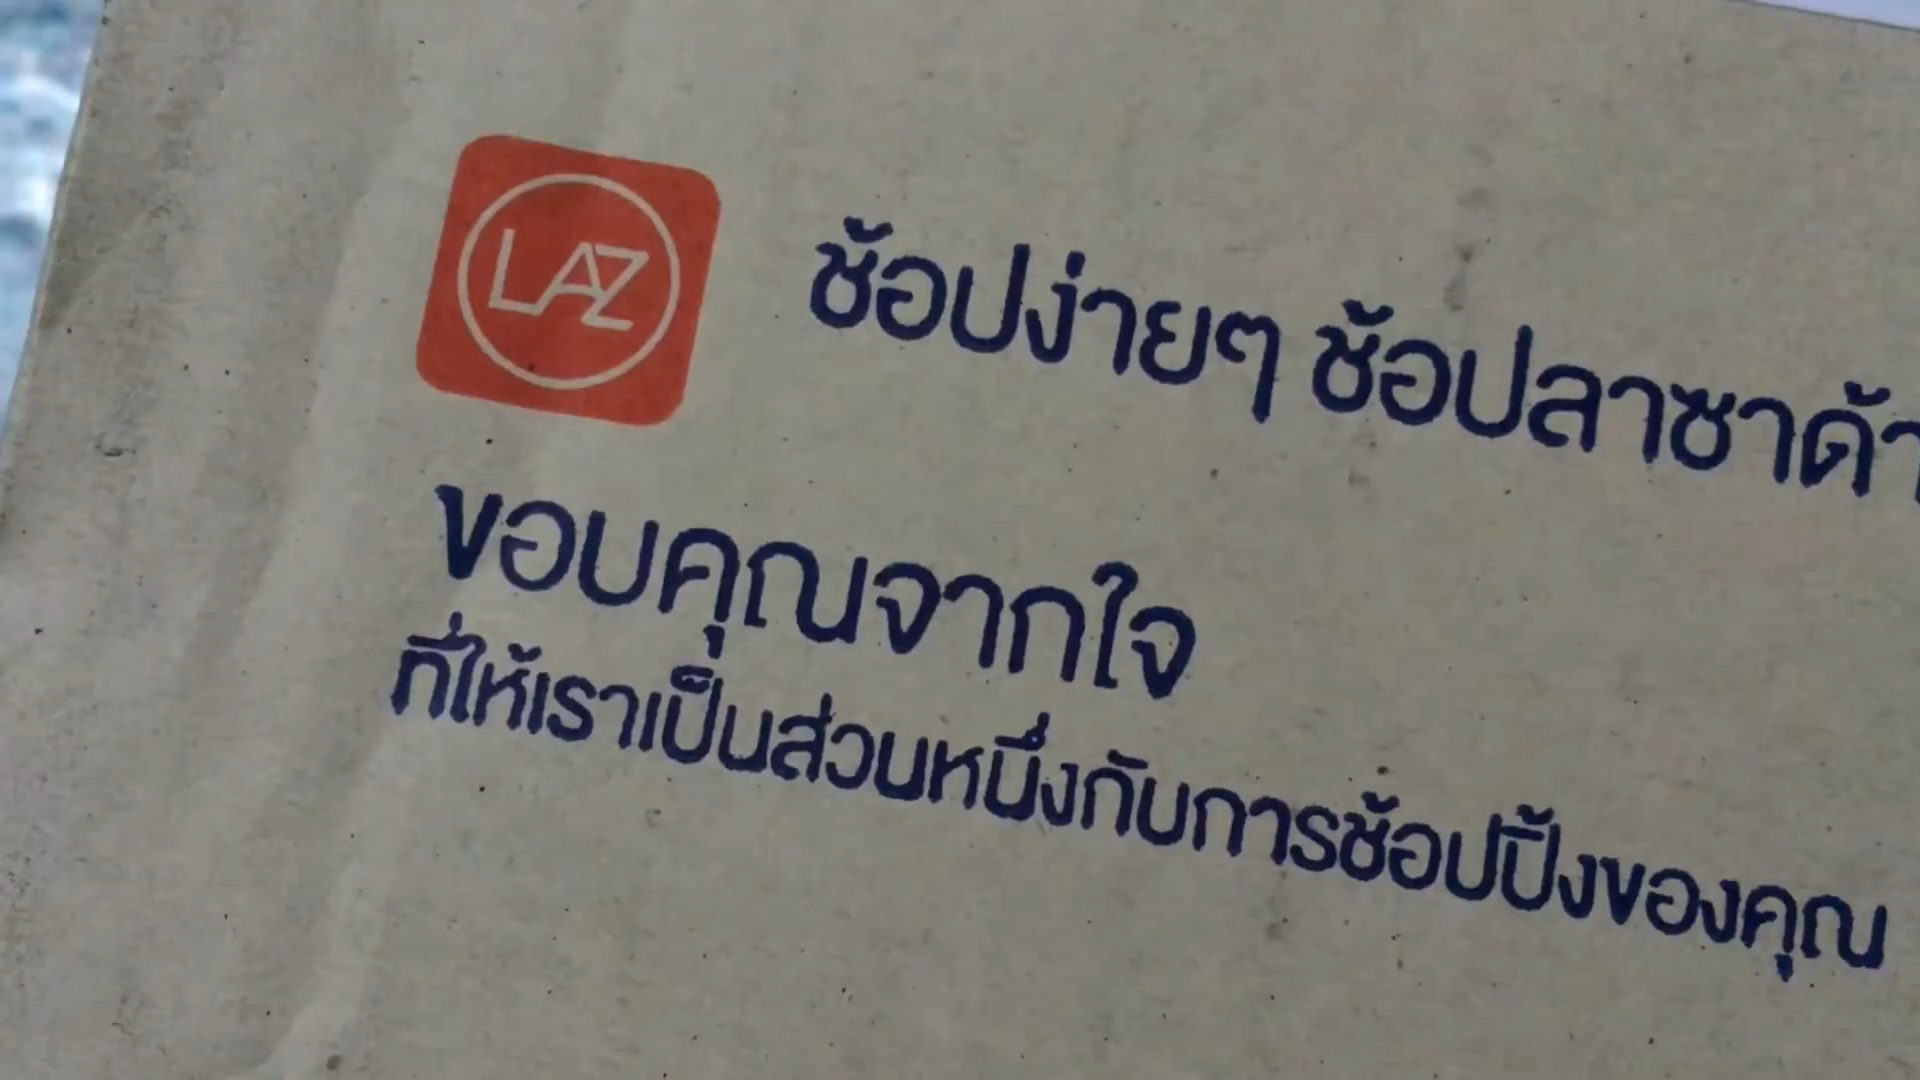 LAZ
ช้อปง่ายๆ ช้อปลาซาด้า
ขอบคุณจากใจ
ที่ให้เราเป็นส่วนหนึ่งกับการช้อปปิ้งของคุณ